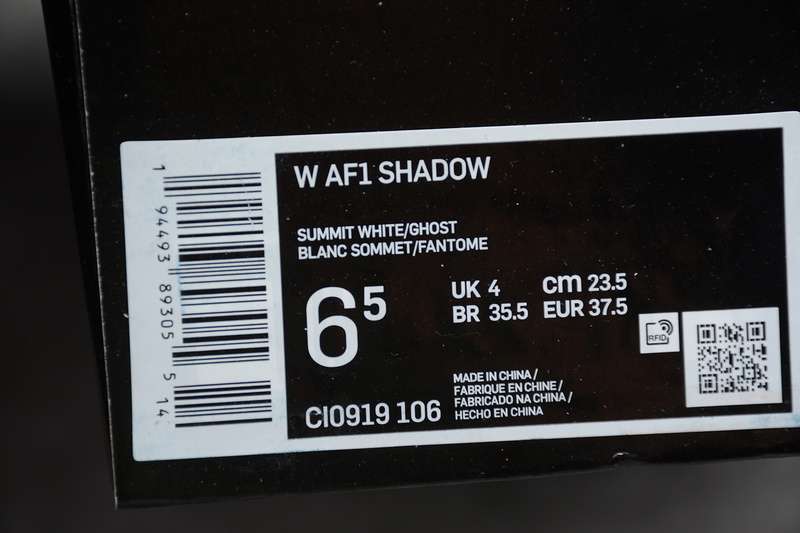 W AF1 SHADOW
SUMMIT WHITE/GHOST
BLANC SOMMET/FANTOME
6 5
UK 4 cm 23.5
BR 35.5 EUR 37.5
RFID
MADE IN CHINA /
FABRIQUE EN CHINE /
FABRICADO NA CHINA /
HECHO EN CHINA
CI0919 106
1 94493 89305 5 14